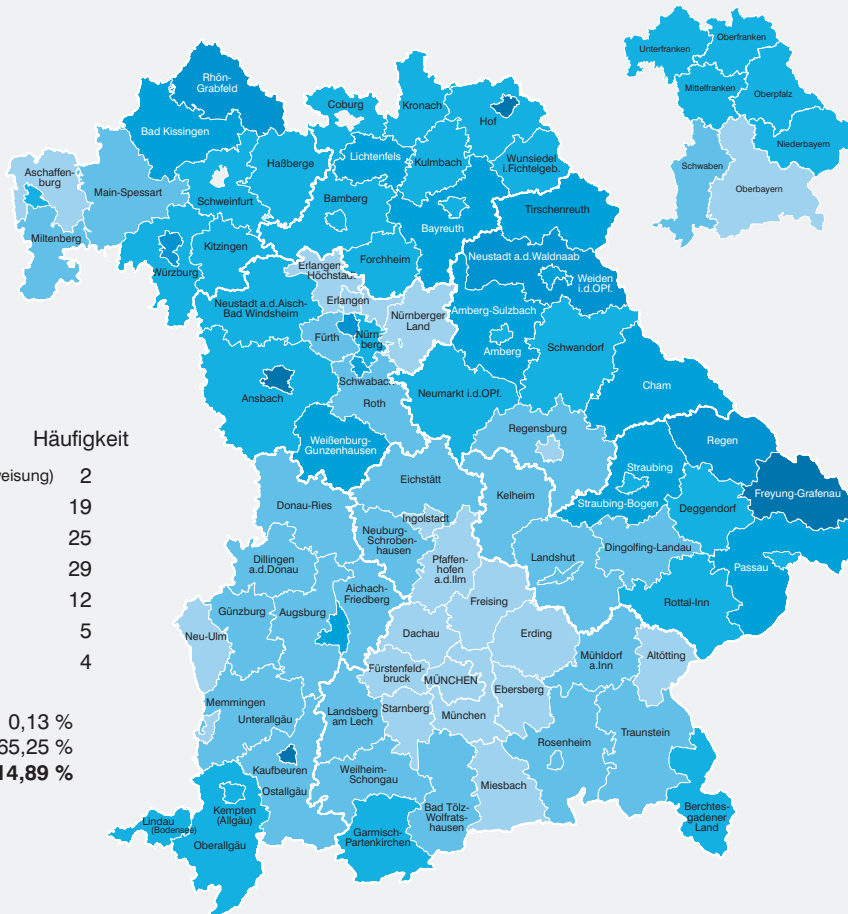 Rhön-
Grabfeld
Bad Kissingen
Aschaffen-
burg
Main-Spessart
Miltenberg
Haßberge
Schweinfurt
Kitzingen
Würzburg
Coburg
Kronach
Hof
Lichtenfels
Kulmbach
Wunsiedel
i.Fichtelgeb.
Bamberg
Bayreuth
Forchheim
Tirschenreuth
Neustadt a.d.Waldnaab
Weiden
i.d.OPf.
Erlangen-
Höchstadt
Erlangen
Nürnberger
Land
Neustadt a.d.Aisch-
Bad Windsheim
Fürth
Nürn-
berg
Amberg-Sulzbach
Amberg
Schwandorf
Ansbach
Schwabach
Roth
Neumarkt i.d.OPf.
Cham
Weißenburg-
Gunzenhausen
Regensburg
Regen
Freyung-Grafenau
Straubing
Straubing-Bogen
Deggendorf
Passau
Rottal-Inn
Dingolfing-Landau
Landshut
Kelheim
Eichstätt
Ingolstadt
Neuburg-
Schroben-
hausen
Donau-Ries
Dillingen
a.d.Donau
Pfaffen-
hofen
a.d.Ilm
Aichach-
Friedberg
Günzburg
Augsburg
Neu-Ulm
Freising
Erding
Dachau
Mühldorf
a.Inn
Altötting
Fürstenfeld-
bruck
MÜNCHEN
Ebersberg
München
Starnberg
Landsberg
am Lech
Memmingen
Unterallgäu
Kaufbeuren
Ostallgäu
Weilheim-
Schongau
Bad Tölz-
Wolfrats-
hausen
Miesbach
Rosenheim
Traunstein
Berchtes-
gadener
Land
Garmisch-
Partenkirchen
Kempten
(Allgäu)
Lindau
(Bodensee)
Oberallgäu
Unterfranken
Oberfranken
Mittelfranken
Oberpfalz
Niederbayern
Schwaben
Oberbayern
Häufigkeit
weisung) 2
19
25
29
12
5
4
0,13 %
65,25 %
14,89 %